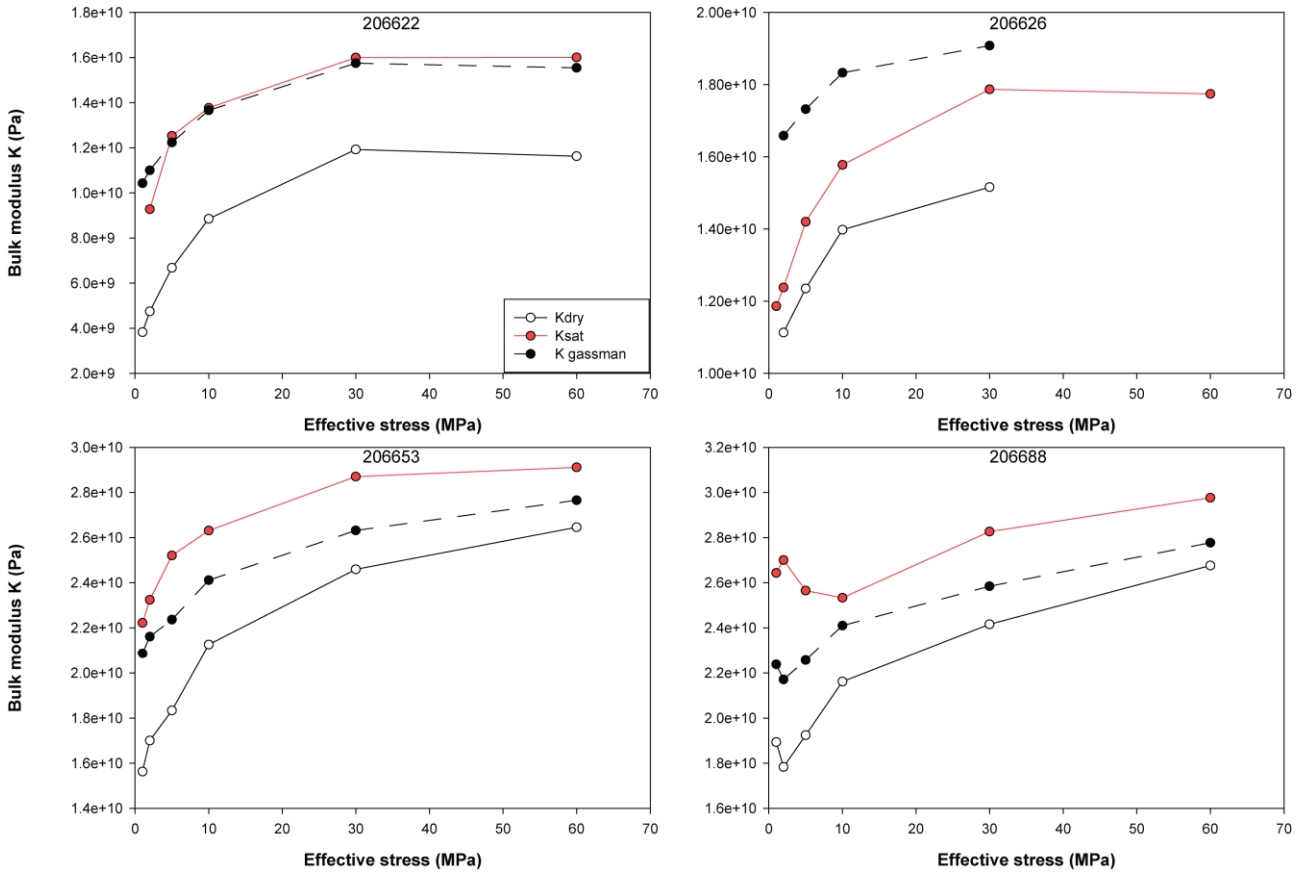 206622
1.8e+10
1.6e+10
1.4e+10
1.2e+10
1.0e+10
8.0e+9
6.0e+9
4.0e+9
2.0e+9
Bulk modulus K (Pa)
Kdry
Ksat
K gassman
0 10 20 30 40 50 60 70
Effective stress (MPa)
206626
2.00e+10
1.80e+10
1.60e+10
1.40e+10
1.20e+10
1.00e+10
0 10 20 30 40 50 60 70
Effective stress (MPa)
206653
3.0e+10
2.8e+10
2.6e+10
2.4e+10
2.2e+10
2.0e+10
1.8e+10
1.6e+10
1.4e+10
Bulk modulus K (Pa)
0 10 20 30 40 50 60 70
Effective stress (MPa)
206688
3.2e+10
3.0e+10
2.8e+10
2.6e+10
2.4e+10
2.2e+10
2.0e+10
1.8e+10
1.6e+10
0 10 20 30 40 50 60 70
Effective stress (MPa)